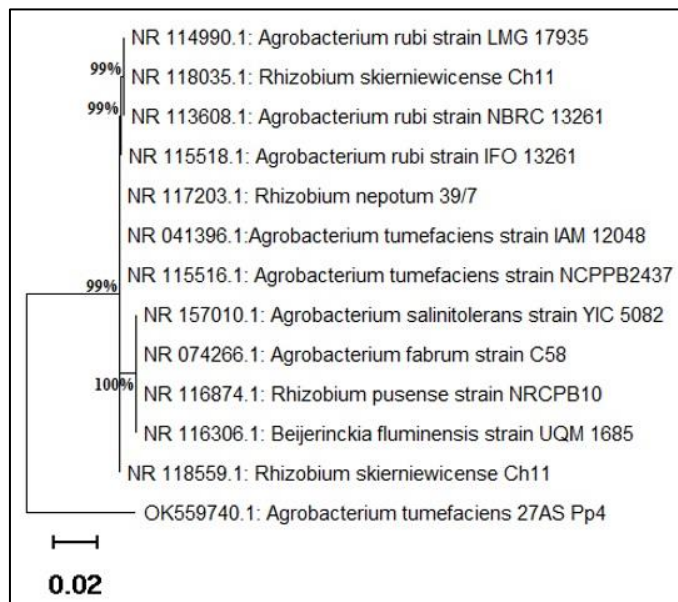 NR 114990.1: Agrobacterium rubi strain LMG 17935
99%
NR 118035.1: Rhizobium skierniewicense Ch11
99%
NR 113608.1: Agrobacterium rubi strain NBRC 13261
NR 115518.1: Agrobacterium rubi strain IFO 13261
NR 117203.1: Rhizobium nepotum 39/7
NR 041396.1:Agrobacterium tumefaciens strain IAM 12048
99%
NR 115516.1: Agrobacterium tumefaciens strain NCPPB2437
NR 157010.1: Agrobacterium salinitolerans strain YIC 5082
NR 074266.1: Agrobacterium fabrum strain C58
100%
NR 116874.1: Rhizobium pusense strain NRCPB10
NR 116306.1: Beijerinckia fluminensis strain UQM 1685
NR 118559.1: Rhizobium skierniewicense Ch11
OK559740.1: Agrobacterium tumefaciens 27AS Pp4
0.02